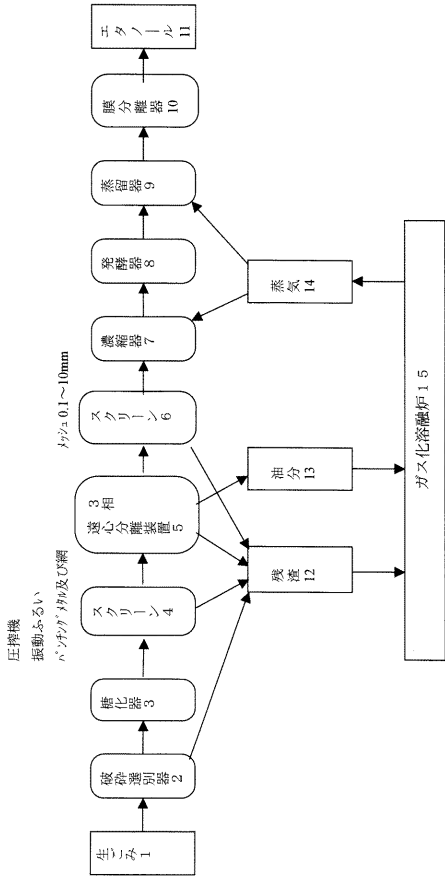 圧搾機
振動ふるい
パンチングメタル及び網
メッシュ 0.1～10mm
生ごみ 1
破砕選別器 2
糖化器 3
スクリーン 4
3相
遠心分離装置 5
スクリーン 6
濃縮器 7
発酵器 8
蒸留器 9
膜分離器 10
エタノール 11
残渣 12
油分 13
蒸気 14
ガス化溶融炉 15